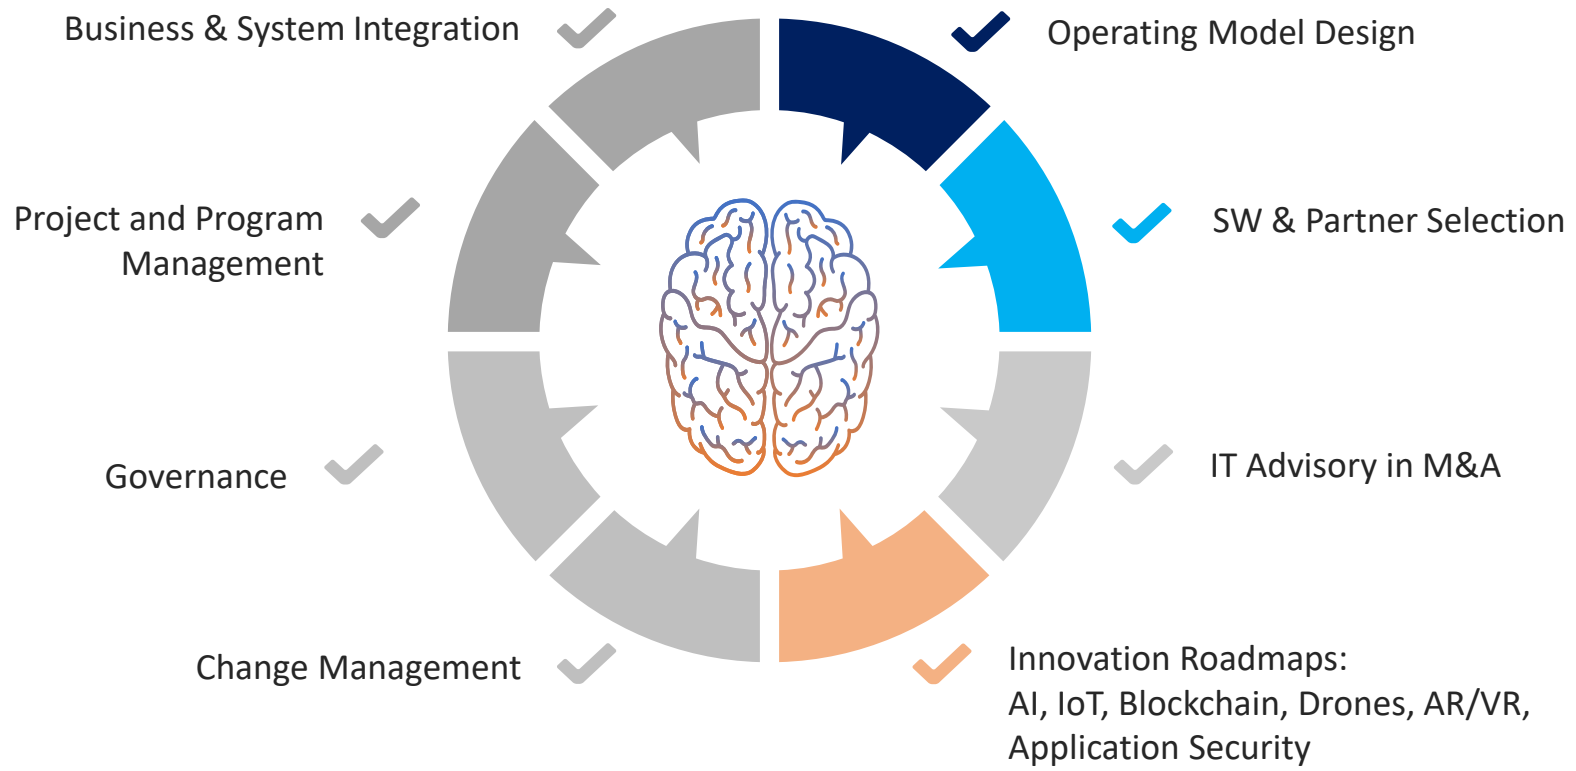 Business & System Integration
Operating Model Design
Project and Program
Management
SW & Partner Selection
Governance
IT Advisory in M&A
Change Management
Innovation Roadmaps:
AI, IoT, Blockchain, Drones, AR/VR,
Application Security